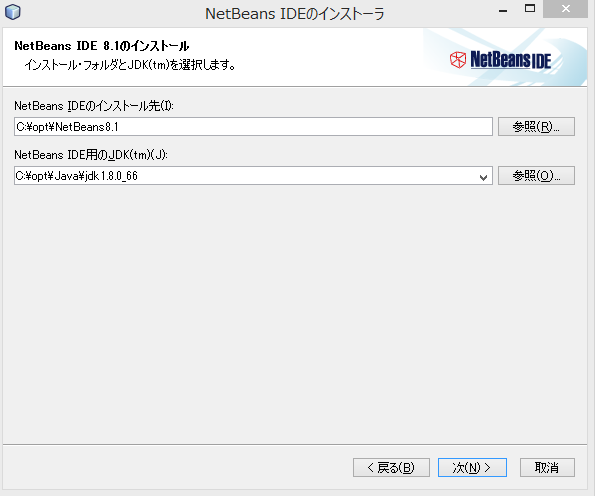 NetBeans IDEのインストーラ
NetBeans IDE 8.1のインストール
インストール・フォルダとJDK(tm)を選択します。
NetBeans IDE
NetBeans IDEのインストール先(I):
C:¥opt¥NetBeans8.1
参照(R)...
NetBeans IDE用のJDK(tm)(J):
C:¥opt¥Java¥jdk1.8.0_66
参照(O)...
< 戻る(B)
次(N) >
取消